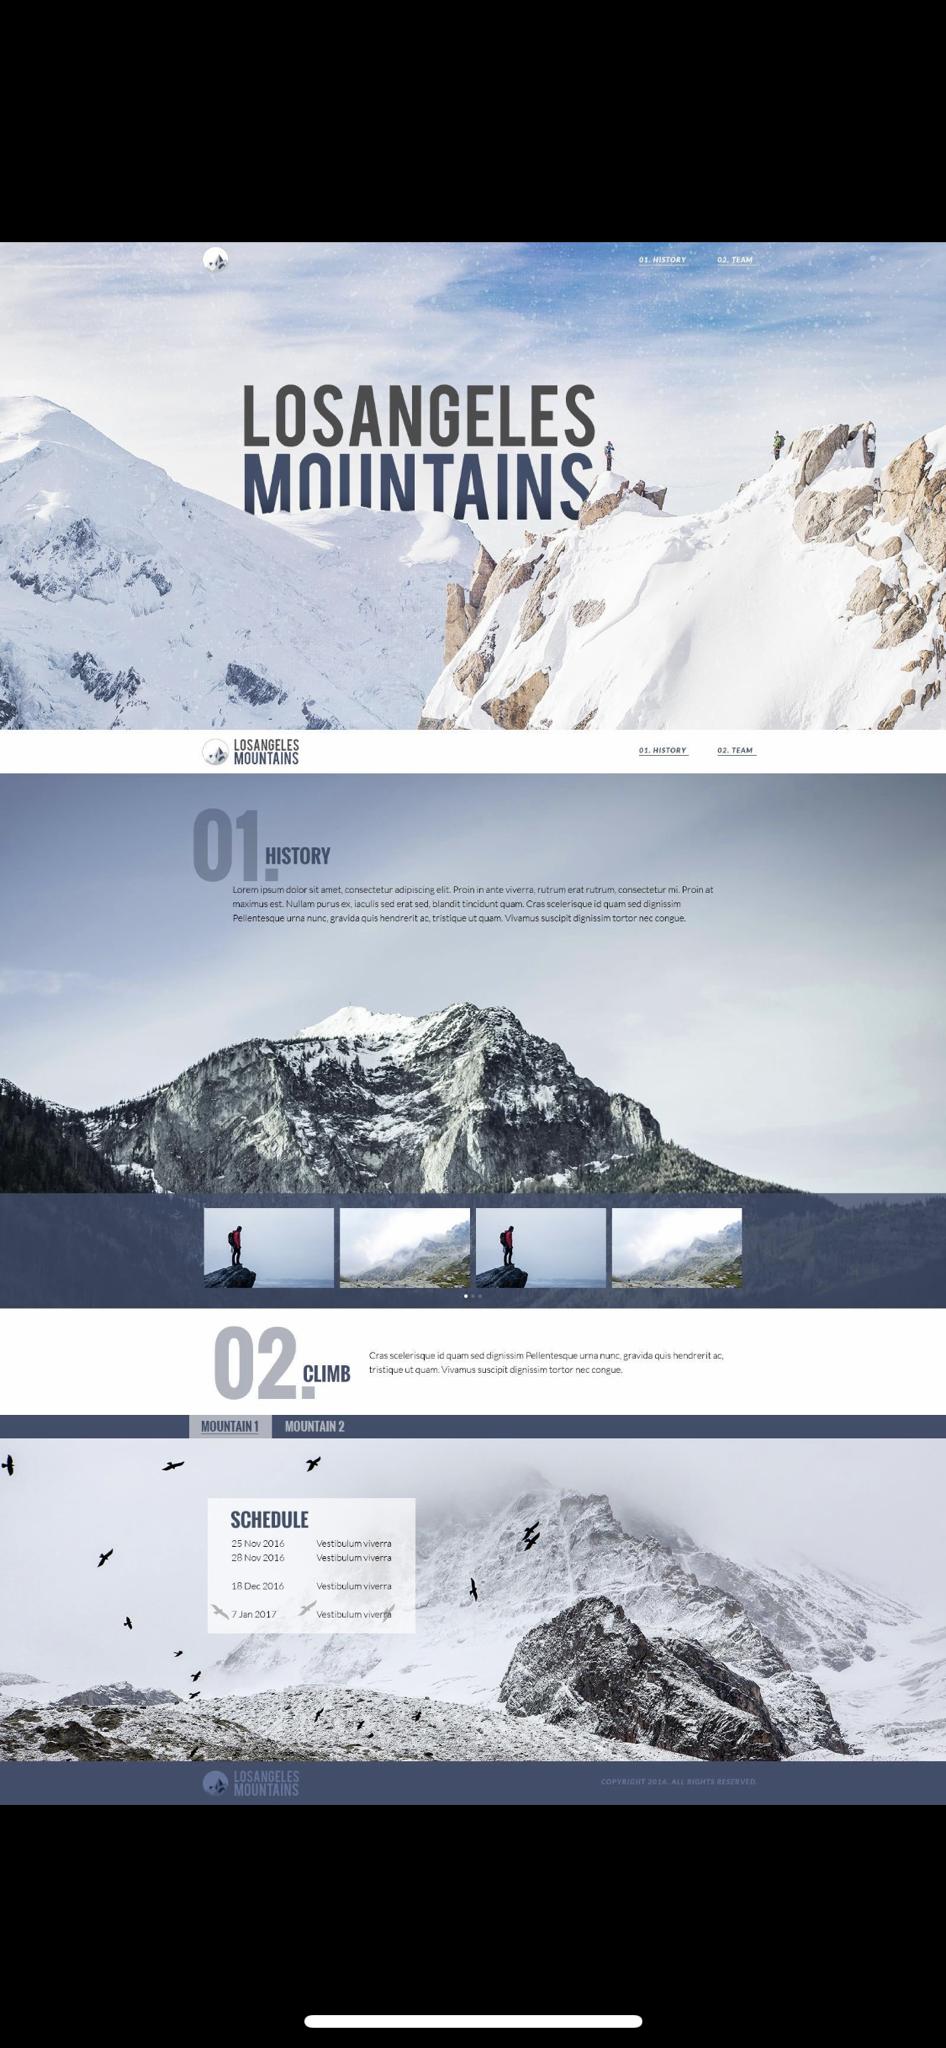 01. HISTORY
02. TEAM
LOSANGELES
MOUNTAINS
LOSANGELES
MOUNTAINS
01. HISTORY
02. TEAM
01.
HISTORY
Lorem ipsum dolor sit amet, consectetur adipiscing elit. Proin in ante viverra, rutrum erat rutrum, consectetur mi. Proin at
maximus est. Nullam purus ex, iaculis sed erat sed, blandit tincidunt quam. Cras scelerisque id quam sed dignissim
Pellentesque urna nunc, gravida quis hendrerit ac, tristique ut quam. Vivamus suscipit dignissim tortor nec congue.
02.
CLIMB
Cras scelerisque id quam sed dignissim Pellentesque urna nunc, gravida quis hendrerit ac,
tristique ut quam. Vivamus suscipit dignissim tortor nec congue.
MOUNTAIN 1
MOUNTAIN 2
SCHEDULE
25 Nov 2016 Vestibulum viverra
28 Nov 2016 Vestibulum viverra
18 Dec 2016 Vestibulum viverra
7 Jan 2017 Vestibulum viverra
LOSANGELES
MOUNTAINS
COPYRIGHT 2016. ALL RIGHTS RESERVED.